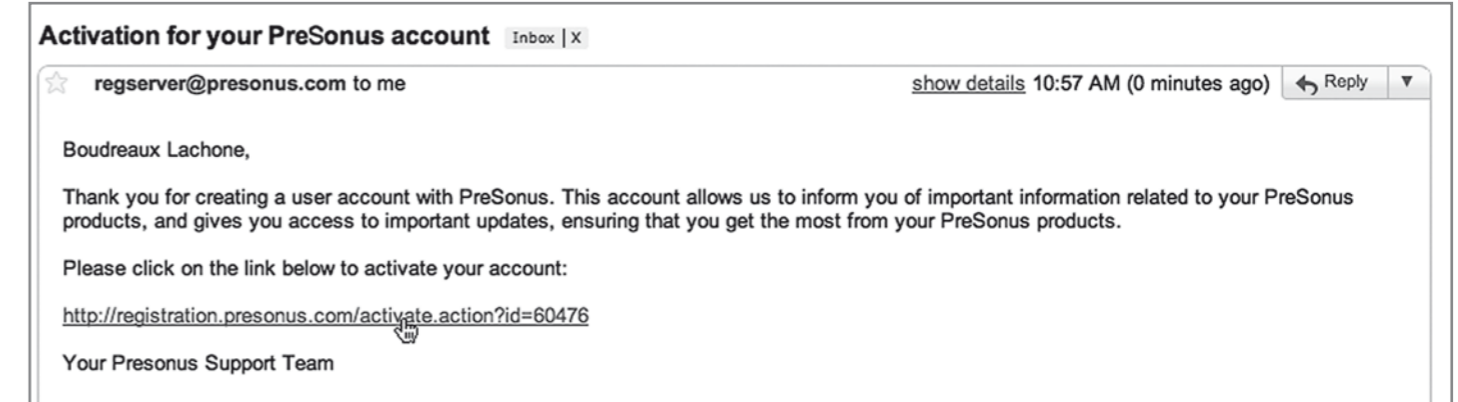 Activation for your PreSonus account Inbox | X
regserver@presonus.com to me show details 10:57 AM (0 minutes ago) Reply
Boudreaux Lachone,
Thank you for creating a user account with PreSonus. This account allows us to inform you of important information related to your PreSonus
products, and gives you access to important updates, ensuring that you get the most from your PreSonus products.
Please click on the link below to activate your account:
http://registration.presonus.com/activate.action?id=60476
Your Presonus Support Team